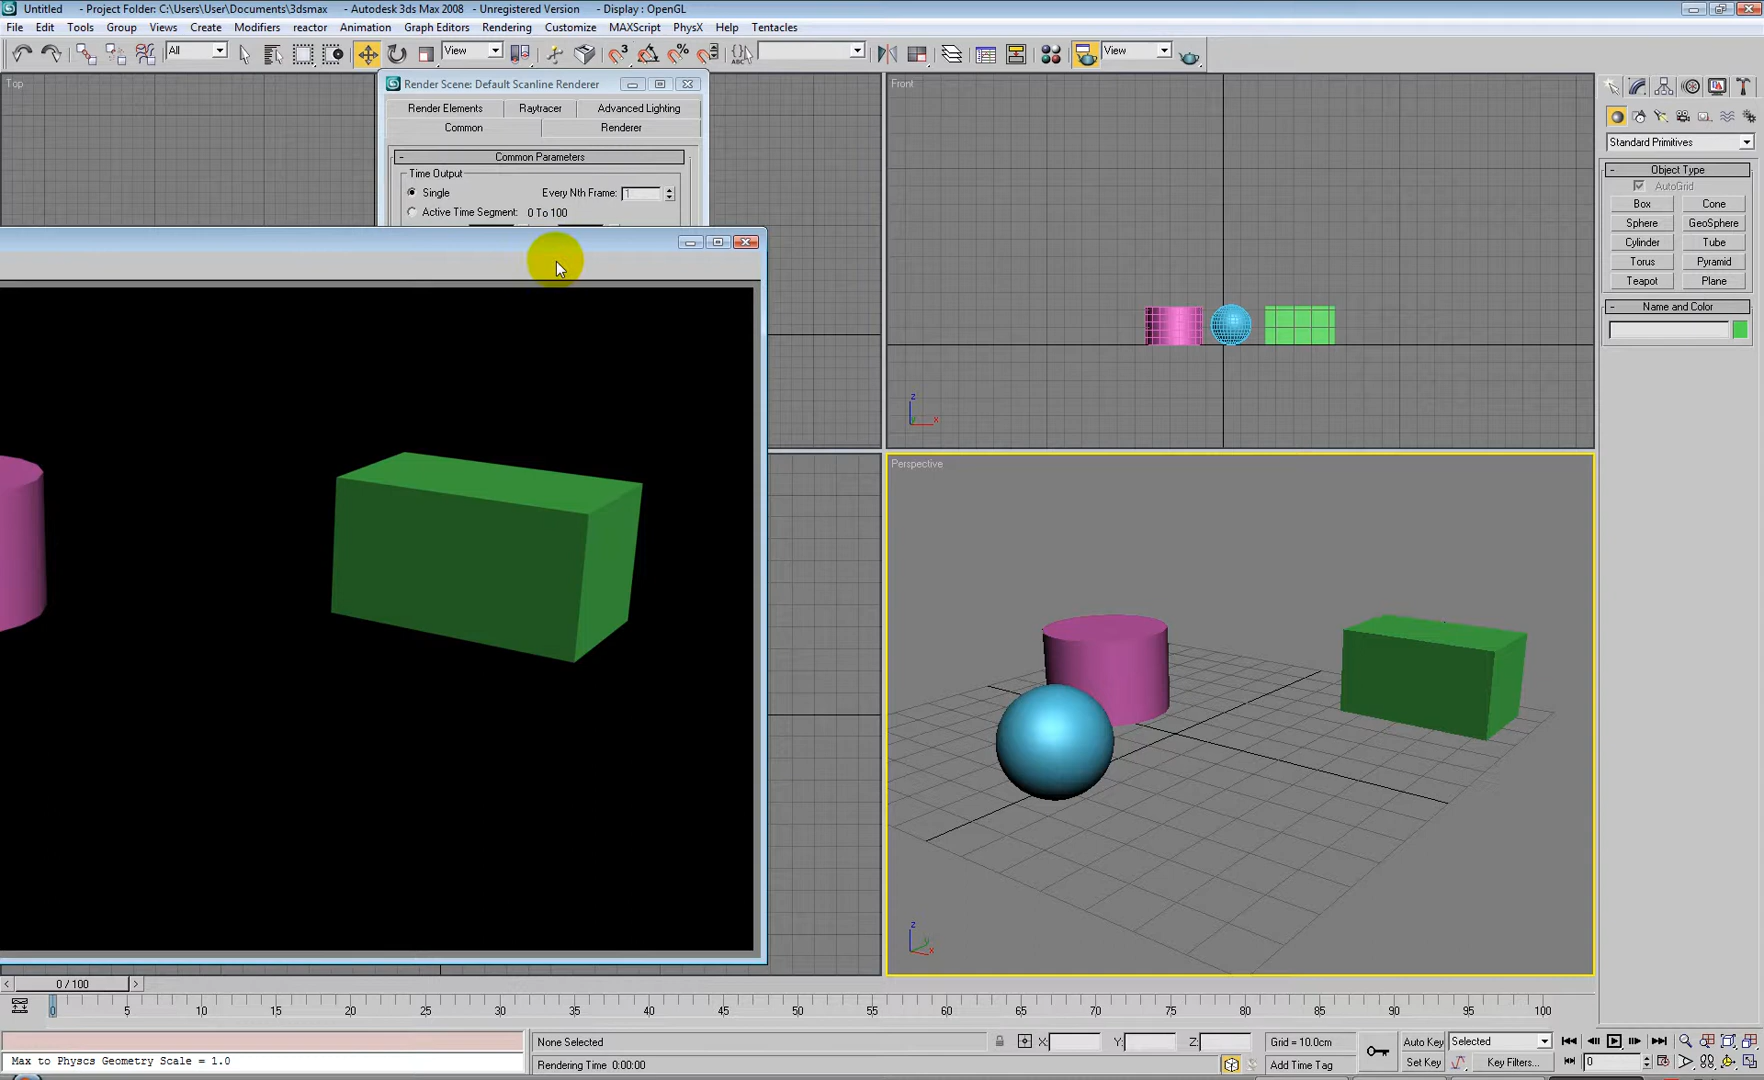 Untitled - Project Folder: C:\Users\User\Documents\3dsmax - Autodesk 3ds Max 2008 - Unregistered Version - Display : OpenGL
File Edit Tools Group Views Create Modifiers reactor Animation Graph Editors Rendering Customize MAXScript PhysX Help Tentacles
All View View
Top
Render Scene: Default Scanline Renderer
Render Elements Raytracer Advanced Lighting
Common Renderer
- Common Parameters
Time Output
Single Every Nth Frame: 1
Active Time Segment: 0 To 100
Front
z
x
Perspective
z
y
x
Standard Primitives
- Object Type
AutoGrid
Box Cone
Sphere GeoSphere
Cylinder Tube
Torus Pyramid
Teapot Plane
- Name and Color
< 0 / 100 >
0 5 10 15 20 25 30 35 40 45 50 55 60 65 70 75 80 85 90 95 100
None Selected X: Y: Z: Grid = 10.0cm Auto Key Selected
Max to Physcs Geometry Scale = 1.0 Rendering Time 0:00:00 Add Time Tag Set Key Key Filters... 0